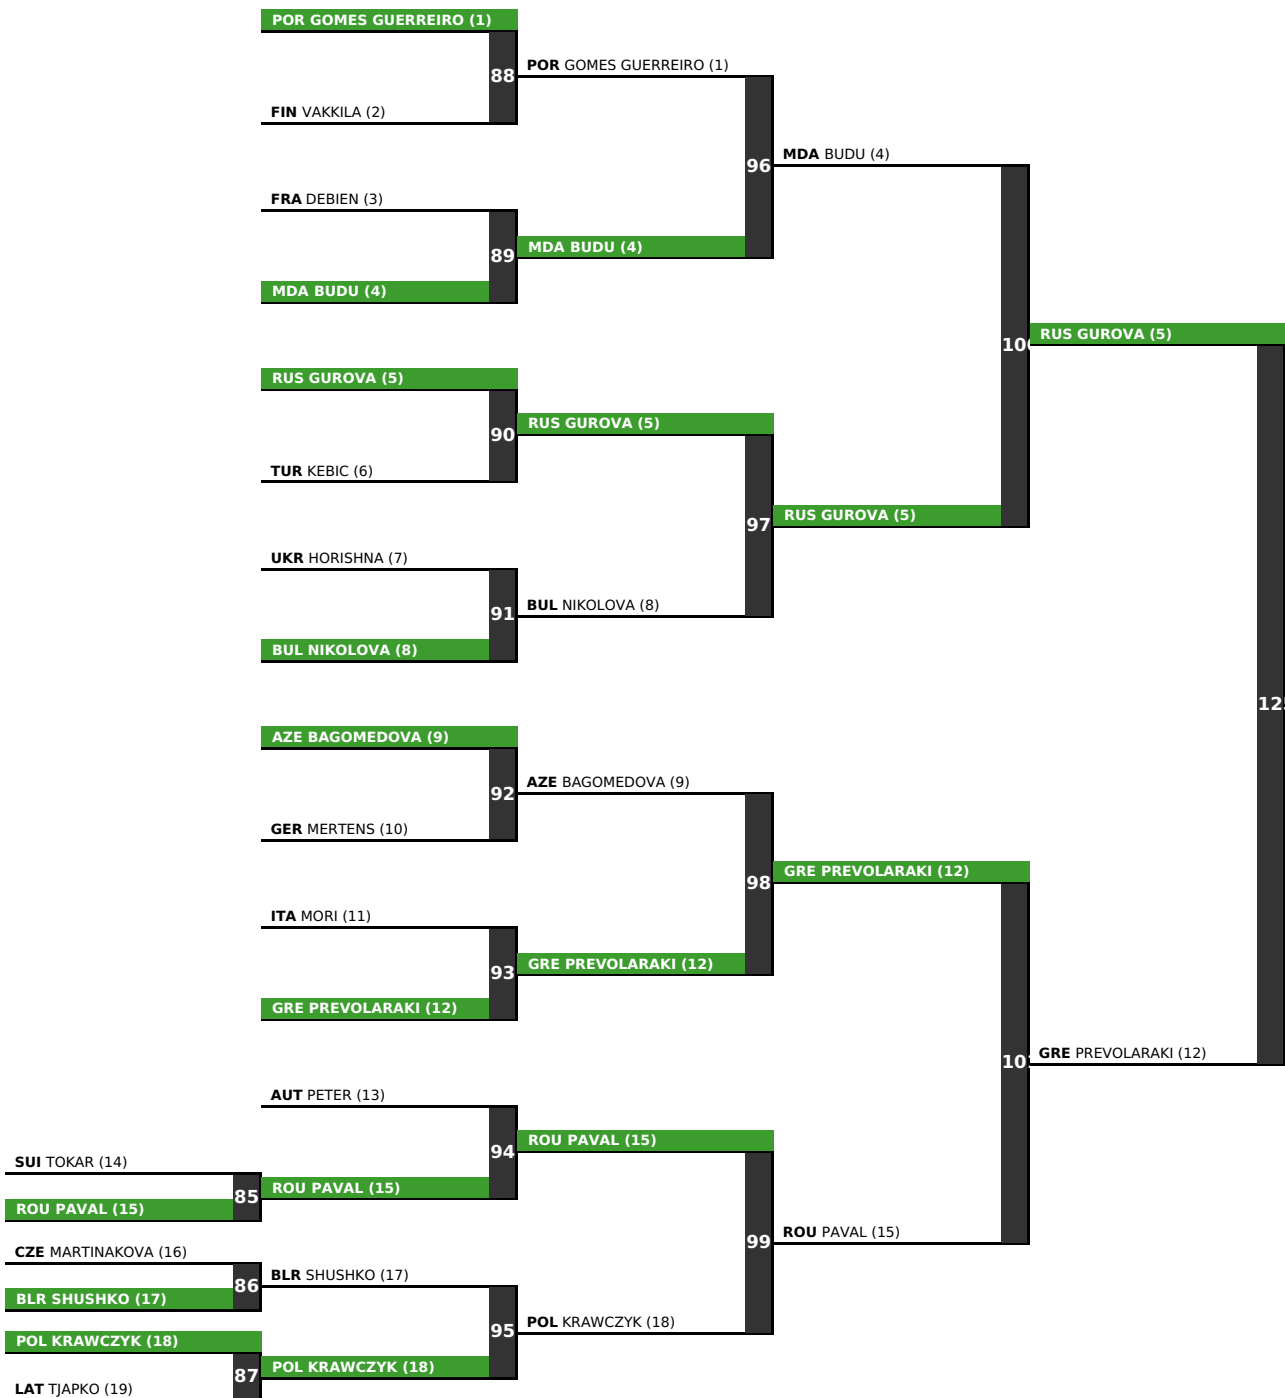 POR GOMES GUERREIRO (1)
88
POR GOMES GUERREIRO (1)
FIN VAKKILA (2)
96
MDA BUDU (4)
FRA DEBIEN (3)
89
MDA BUDU (4)
MDA BUDU (4)
RUS GUROVA (5)
RUS GUROVA (5)
90
RUS GUROVA (5)
TUR KEBIC (6)
97
RUS GUROVA (5)
UKR HORISHNA (7)
91
BUL NIKOLOVA (8)
BUL NIKOLOVA (8)
AZE BAGOMEDOVA (9)
92
AZE BAGOMEDOVA (9)
GER MERTENS (10)
98
GRE PREVOLARAKI (12)
ITA MORI (11)
93
GRE PREVOLARAKI (12)
GRE PREVOLARAKI (12)
GRE PREVOLARAKI (12)
AUT PETER (13)
94
ROU PAVAL (15)
SUI TOKAR (14)
85
ROU PAVAL (15)
ROU PAVAL (15)
99
ROU PAVAL (15)
CZE MARTINAKOVA (16)
86
BLR SHUSHKO (17)
BLR SHUSHKO (17)
95
POL KRAWCZYK (18)
POL KRAWCZYK (18)
87
POL KRAWCZYK (18)
LAT TJAPKO (19)